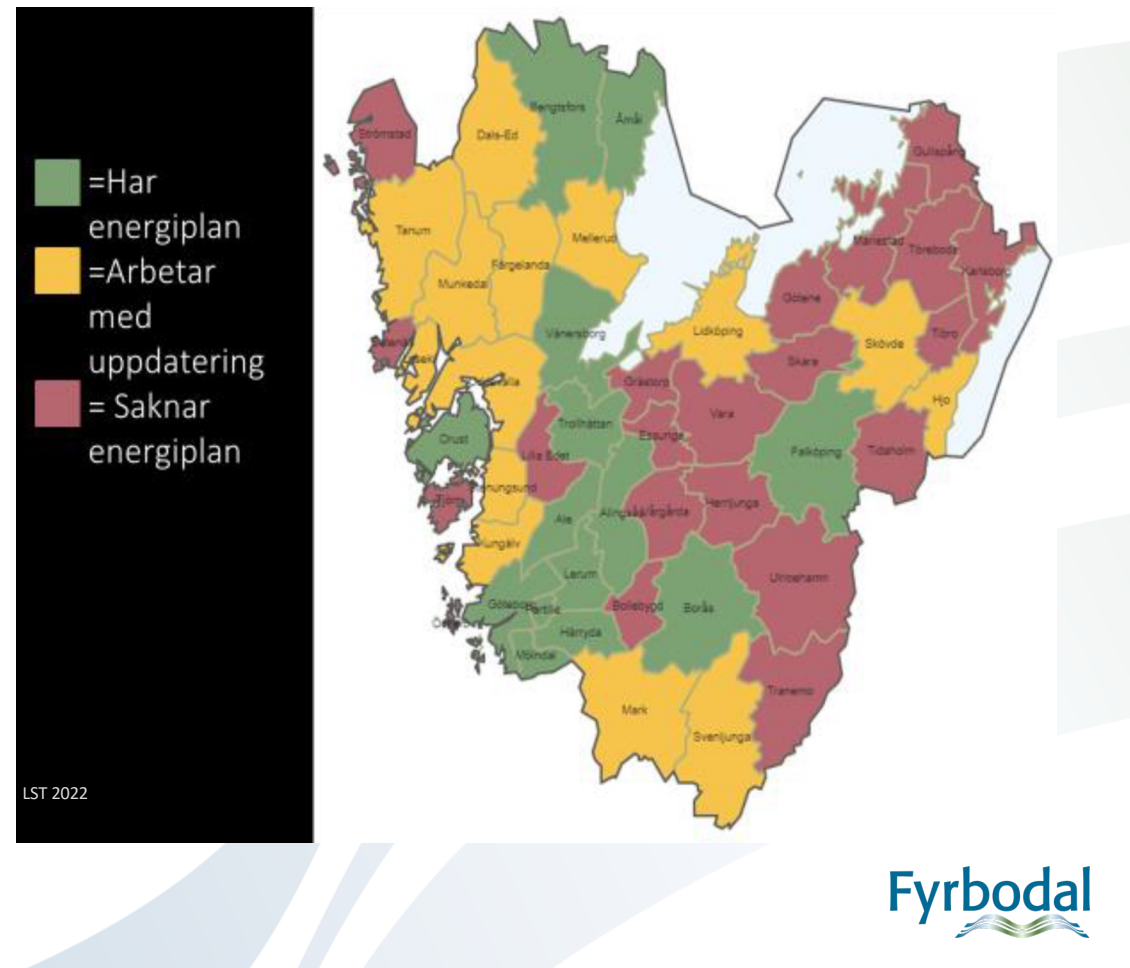 =Har
energiplan
=Arbetar
med
uppdatering
= Saknar
energiplan
LST 2022
Strömstad
Dals-Ed
Bengtsfors
Åmål
Gullspång
Tanum
Munkedal
Färgelanda
Mellerud
Mariestad
Töreboda
Karlsborg
Götene
Vänersborg
Lidköping
Skövde
Tibro
Skara
Grästorp
Hjo
Vara
Orust
Trollhättan
Essunga
Lilla Edet
Falköping
Tidaholm
Ale
Herrljunga
Kungälv
Lerum
Ulricehamn
Göteborg
Partille
Bollebygd
Borås
Härryda
Mölndal
Tranemo
Mark
Svenljunga
Fyrbodal